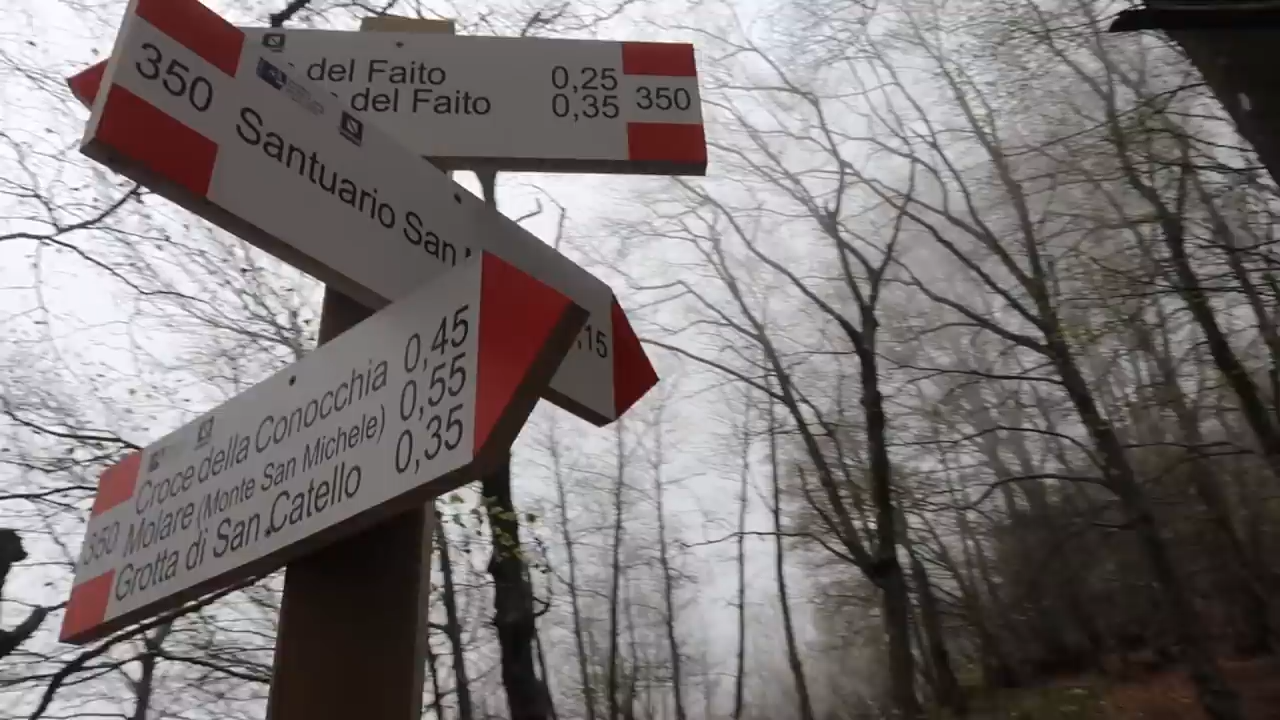 del Faito 0,25
del Faito 0,35
350
350
Santuario San
,15
Croce della Conocchia 0,45
Molare (Monte San Michele) 0,55
Grotta di San Catello 0,35
350